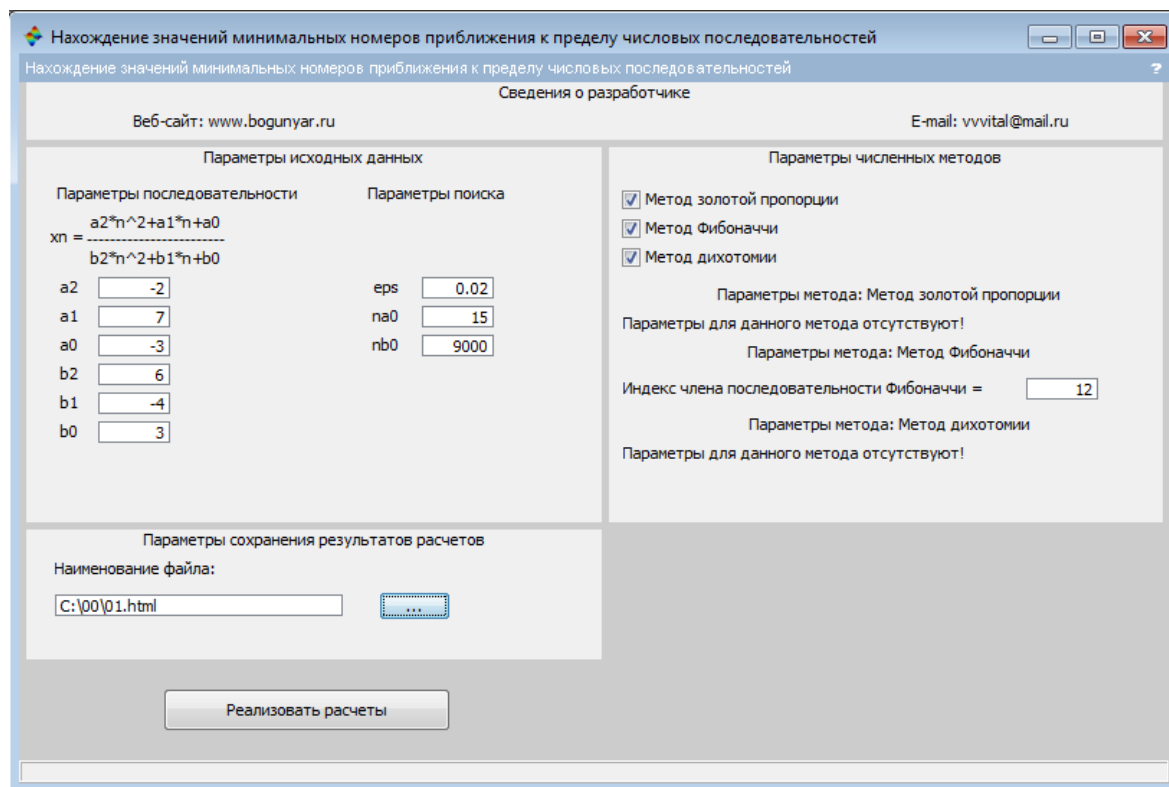 Нахождение значений минимальных номеров приближения к пределу числовых последовательностей
Нахождение значений минимальных номеров приближения к пределу числовых последовательностей ?
Сведения о разработчике
Веб-сайт: www.bogunyar.ru E-mail: vvvital@mail.ru
Параметры исходных данных
Параметры последовательности Параметры поиска
a2*n^2+a1*n+a0
xn = -------------------------
b2*n^2+b1*n+b0
a2 -2 eps 0.02
a1 7 na0 15
a0 -3 nb0 9000
b2 6
b1 -4
b0 3
Параметры численных методов
Метод золотой пропорции
Метод Фибоначчи
Метод дихотомии
Параметры метода: Метод золотой пропорции
Параметры для данного метода отсутствуют!
Параметры метода: Метод Фибоначчи
Индекс члена последовательности Фибоначчи = 12
Параметры метода: Метод дихотомии
Параметры для данного метода отсутствуют!
Параметры сохранения результатов расчетов
Наименование файла:
C:\00\01.html ...
Реализовать расчеты